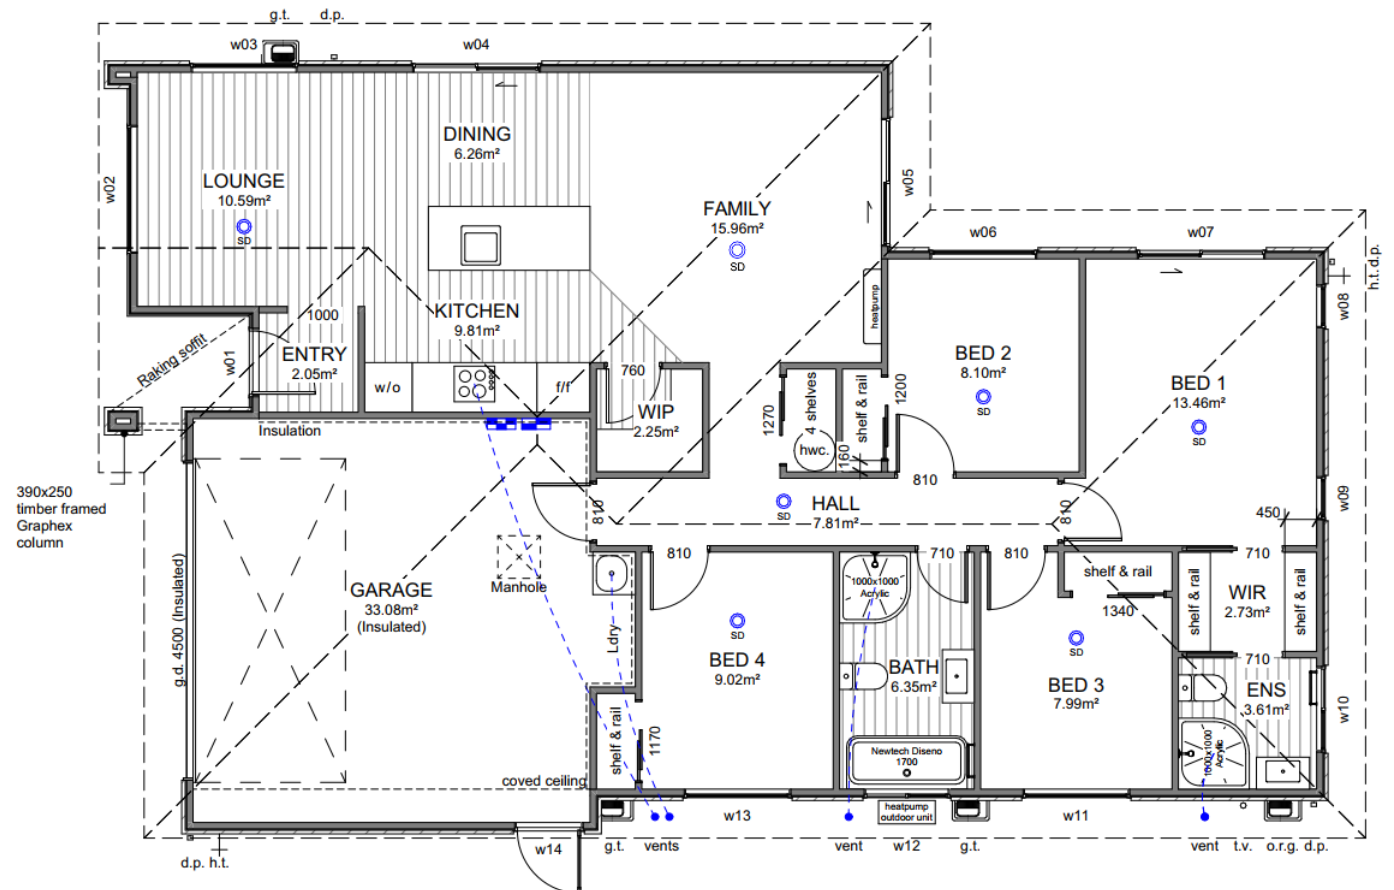 g.t.
d.p.
w03
w04
DINING
6.26m²
LOUNGE
10.59m²
SD
w02
FAMILY
15.96m²
SD
w05
w06
w07
h.t. d.p.
w08
heatpump
1000
KITCHEN
9.81m²
Raking soffit
w01
ENTRY
2.05m²
w/o
f/f
760
WIP
2.25m²
1270
4 shelves
hwc.
shelf & rail
160
1200
BED 2
8.10m²
SD
BED 1
13.46m²
SD
Insulation
390x250
timber framed
Graphex
column
810
SD
HALL
7.81m²
810
810
450
w09
g.d. 4500 (Insulated)
Manhole
GARAGE
33.08m²
(Insulated)
Ldry
810
SD
BED 4
9.02m²
1000x1000
Acrylic
710
BATH
6.35m²
810
shelf & rail
1340
SD
BED 3
7.99m²
710
shelf & rail
WIR
2.73m²
shelf & rail
710
ENS
3.61m²
w10
1000x1000
Acrylic
shelf & rail
1170
Newtech Diseno
1700
coved ceiling
w13
heatpump
outdoor unit
w11
d.p. h.t.
w14
g.t.
vents
vent
w12
g.t.
vent
t.v.
o.r.g.
d.p.